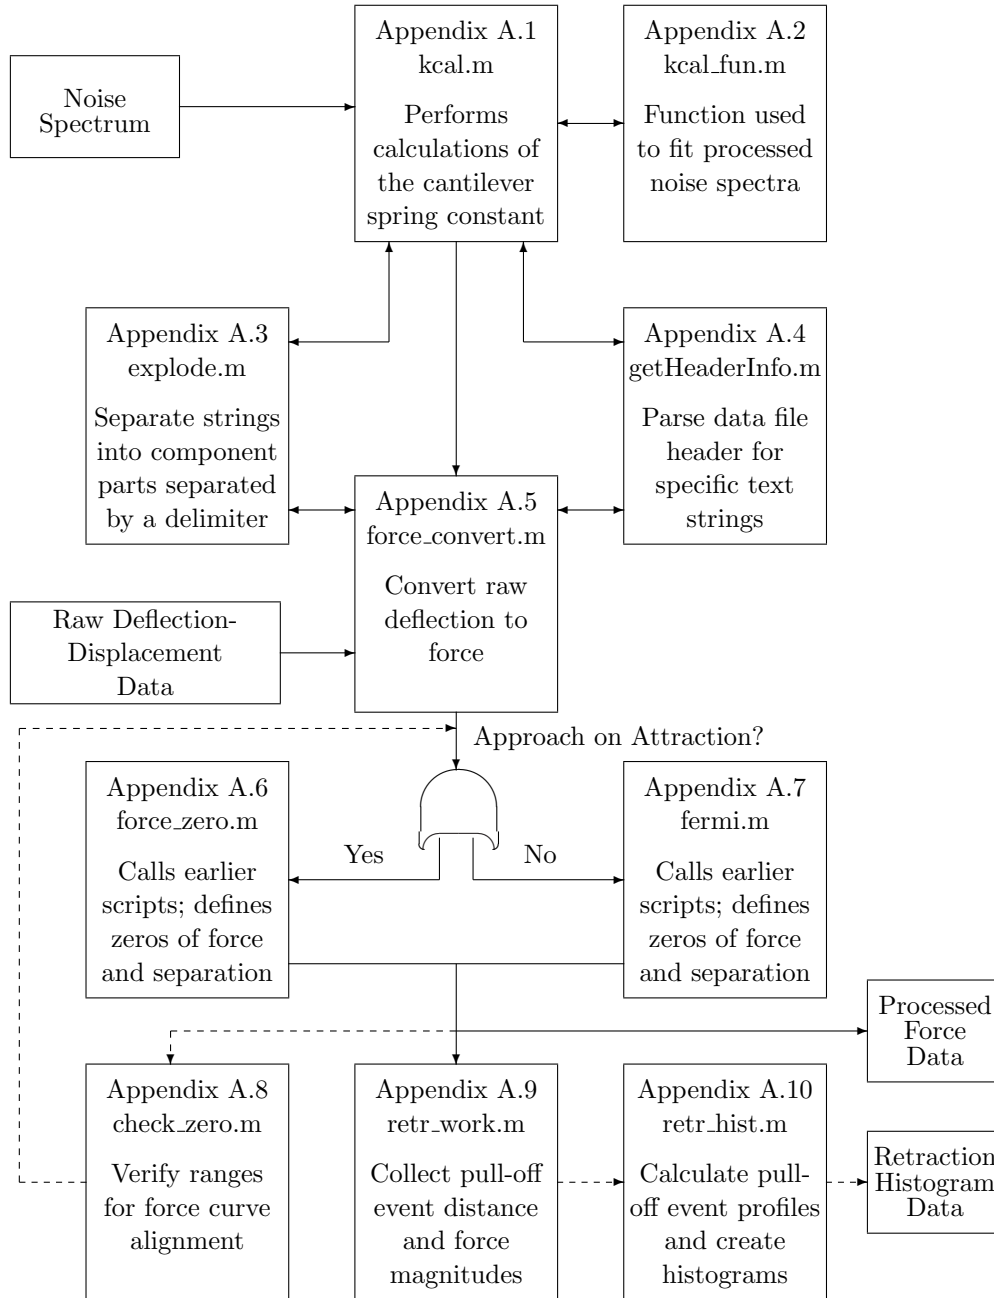 Noise
Spectrum
Appendix A.1
kcal.m
Performs
calculations of
the cantilever
spring constant
Appendix A.2
kcal_fun.m
Function used
to fit processed
noise spectra
Appendix A.3
explode.m
Separate strings
into component
parts separated
by a delimiter
Appendix A.4
getHeaderInfo.m
Parse data file
header for
specific text
strings
Appendix A.5
force_convert.m
Convert raw
deflection to
force
Raw Deflection-
Displacement
Data
Approach on Attraction?
Yes
No
Appendix A.6
force_zero.m
Calls earlier
scripts; defines
zeros of force
and separation
Appendix A.7
fermi.m
Calls earlier
scripts; defines
zeros of force
and separation
Processed
Force
Data
Appendix A.8
check_zero.m
Verify ranges
for force curve
alignment
Appendix A.9
retr_work.m
Collect pull-off
event distance
and force
magnitudes
Appendix A.10
retr_hist.m
Calculate pull-
off event profiles
and create
histograms
Retraction
Histogram
Data